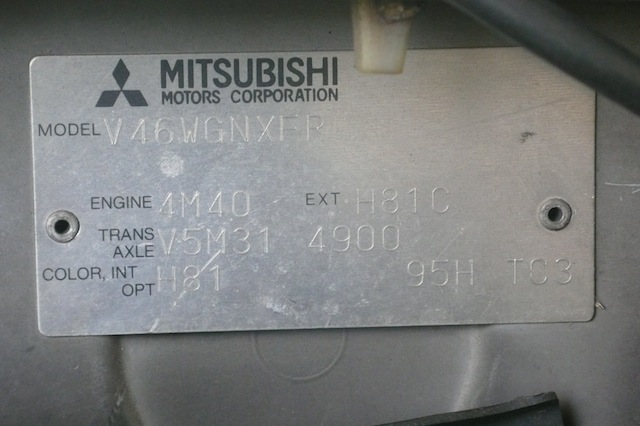 MITSUBISHI
MOTORS CORPORATION
MODEL V46WGNXFR
ENGINE 4M40 EXT H81C
TRANS AXLE V5M31 4900
COLOR, INT OPT H81 95H TC3